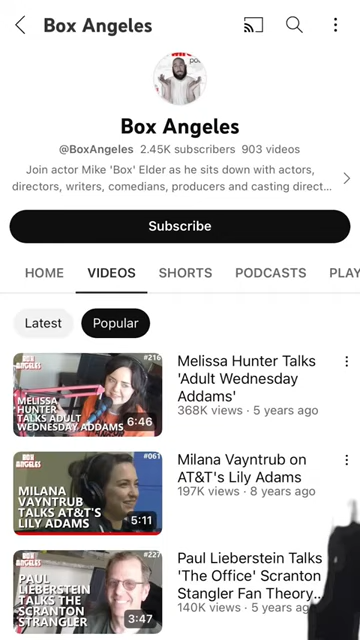 Box Angeles
Box Angeles
@BoxAngeles 2.45K subscribers 903 videos
Join actor Mike 'Box' Elder as he sits down with actors,
directors, writers, comedians, producers and casting direct...
Subscribe
HOME VIDEOS SHORTS PODCASTS PLAY
Latest Popular
BOX
ANGELES
#216
MELISSA
HUNTER
TALKS ADULT
WEDNESDAY ADDAMS
6:46
Melissa Hunter Talks
'Adult Wednesday
Addams'
368K views · 5 years ago
BOX
ANGELES
#061
MILANA
VAYNTRUB
TALKS AT&T'S
LILY ADAMS
5:11
Milana Vayntrub on
AT&T's Lily Adams
197K views · 8 years ago
BOX
ANGELES
#227
PAUL
LIEBERSTEIN
TALKS THE
SCRANTON
STRANGLER
3:47
Paul Lieberstein Talks
'The Office' Scranton
Stangler Fan Theory...
140K views · 5 years ago